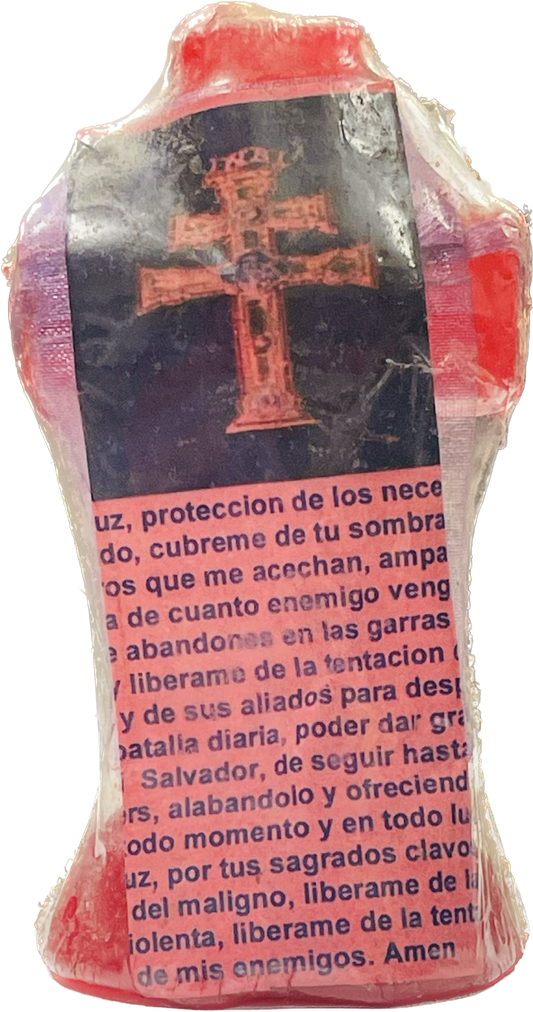 uz, proteccion de los nece
do, cubreme de tu sombra
os que me acechan, ampa
a de cuanto enemigo veng
e abandones en las garras
y liberame de la tentacion
y de sus aliados para desp
batalla diaria, poder dar gra
Salvador, de seguir hasta
rs, alabandolo y ofreciend
odo momento y en todo lu
uz, por tus sagrados clavo
del maligno, liberame de la
iolenta, liberame de la tent
de mis enemigos. Amen